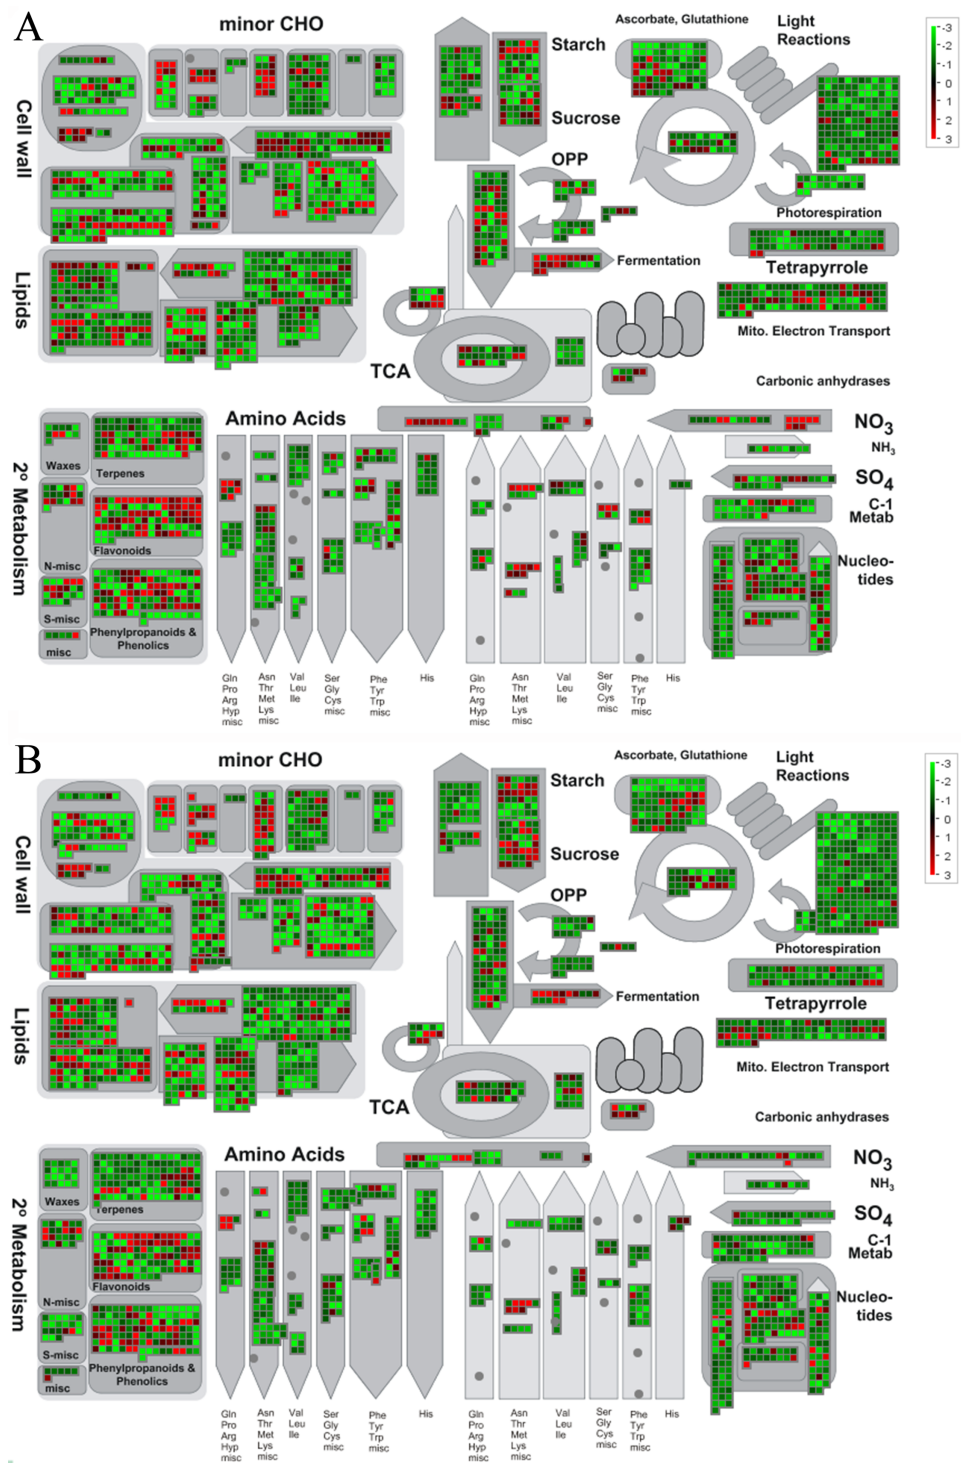 A
minor CHO
Ascorbate, Glutathione
Light
Reactions
-3
-2
-1
0
1
2
3
Starch
Sucrose
Cell wall
OPP
Photorespiration
Fermentation
Tetrapyrrole
Mito. Electron Transport
Lipids
TCA
Carbonic anhydrases
Amino Acids
NO3
NH3
SO4
C-1
Metab
Nucleo-
tides
2º Metabolism
Waxes
Terpenes
N-misc
Flavonoids
S-misc
misc
Phenylpropanoids &
Phenolics
Gln
Pro
Arg
Hyp
misc
Asn
Thr
Met
Lys
misc
Val
Leu
Ile
Ser
Gly
Cys
misc
Phe
Tyr
Trp
misc
His
Gln
Pro
Arg
Hyp
misc
Asn
Thr
Met
Lys
misc
Val
Leu
Ile
Ser
Gly
Cys
misc
Phe
Tyr
Trp
misc
His
B
minor CHO
Ascorbate, Glutathione
Light
Reactions
-3
-2
-1
0
1
2
3
Starch
Sucrose
Cell wall
OPP
Photorespiration
Fermentation
Tetrapyrrole
Mito. Electron Transport
Lipids
TCA
Carbonic anhydrases
Amino Acids
NO3
NH3
SO4
C-1
Metab
Nucleo-
tides
2º Metabolism
Waxes
Terpenes
N-misc
Flavonoids
S-misc
misc
Phenylpropanoids &
Phenolics
Gln
Pro
Arg
Hyp
misc
Asn
Thr
Met
Lys
misc
Val
Leu
Ile
Ser
Gly
Cys
misc
Phe
Tyr
Trp
misc
His
Gln
Pro
Arg
Hyp
misc
Asn
Thr
Met
Lys
misc
Val
Leu
Ile
Ser
Gly
Cys
misc
Phe
Tyr
Trp
misc
His